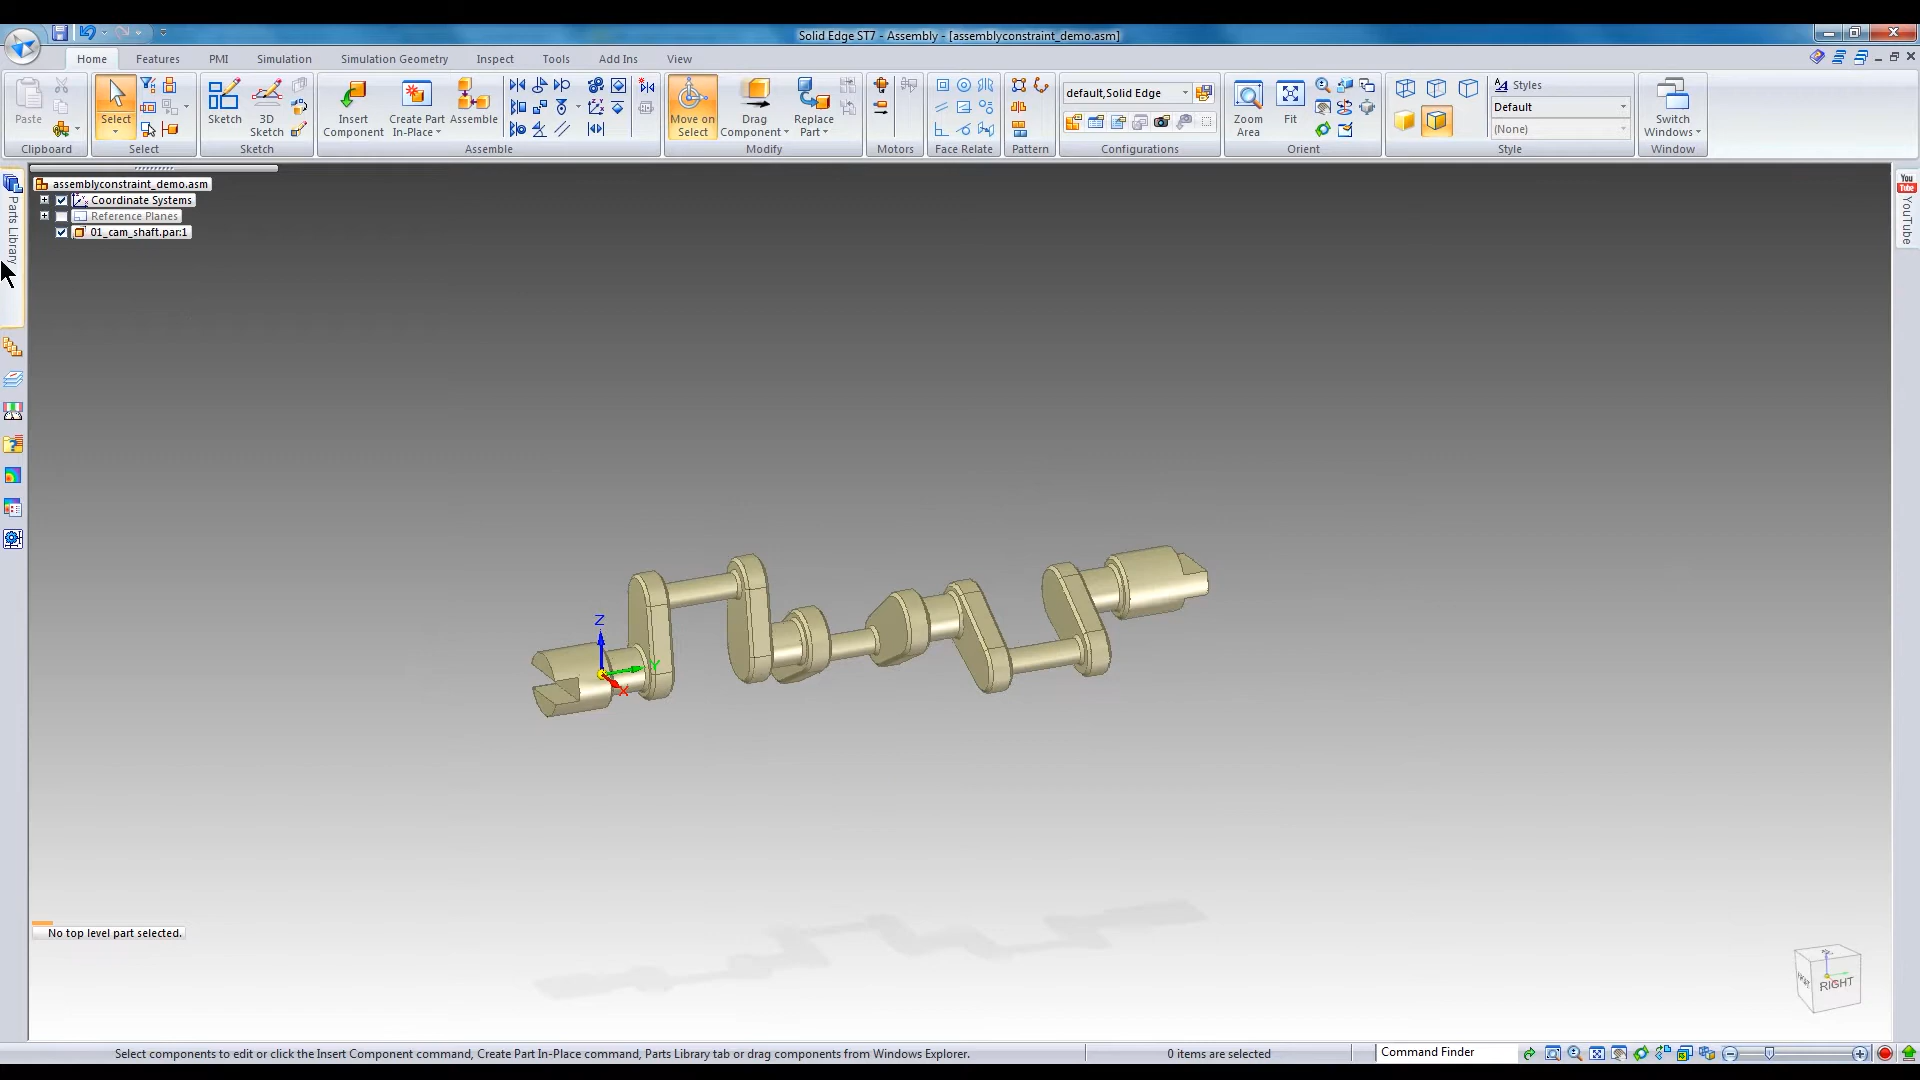 Solid Edge ST7 - Assembly - [assemblyconstraint_demo.asm]
Home
Features
PMI
Simulation
Simulation Geometry
Inspect
Tools
Add Ins
View
Paste
Clipboard
Select
Select
Sketch
3D
Sketch
Sketch
Insert
Component
Create Part
In-Place
Assemble
Assemble
Move on
Select
Drag
Component
Replace
Part
Modify
Motors
Face Relate
Pattern
default,Solid Edge
Configurations
Zoom
Area
Fit
Orient
Styles
Default
(None)
Style
Switch
Windows
Window
Parts Library
YouTube
assemblyconstraint_demo.asm
Coordinate Systems
Reference Planes
01_cam_shaft.par:1
Z
Y
X
No top level part selected.
RIGHT
Select components to edit or click the Insert Component command, Create Part In-Place command, Parts Library tab or drag components from Windows Explorer.
0 items are selected
Command Finder